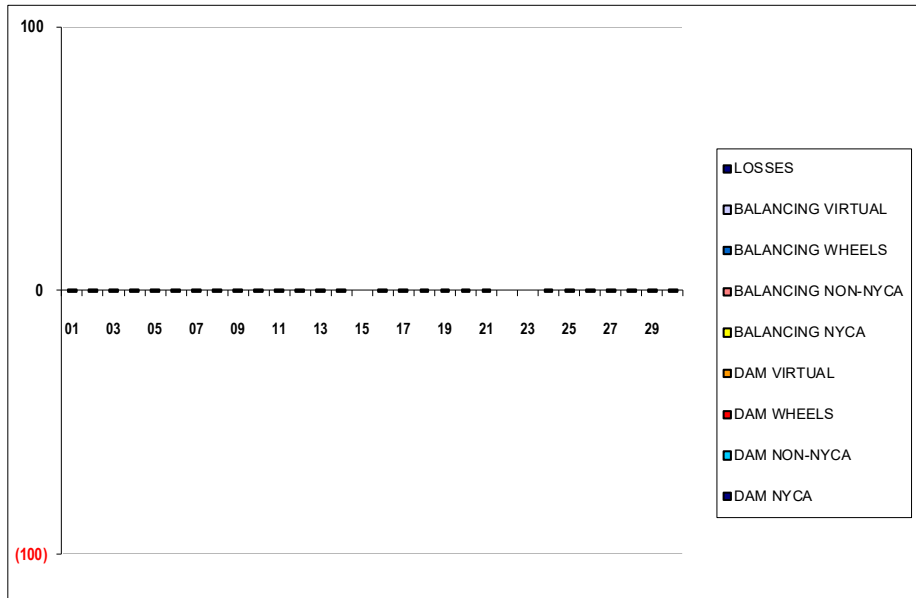 100
0
01 03 05 07 09 11 13 15 17 19 21 23 25 27 29
(100)
LOSSES
BALANCING VIRTUAL
BALANCING WHEELS
BALANCING NON-NYCA
BALANCING NYCA
DAM VIRTUAL
DAM WHEELS
DAM NON-NYCA
DAM NYCA